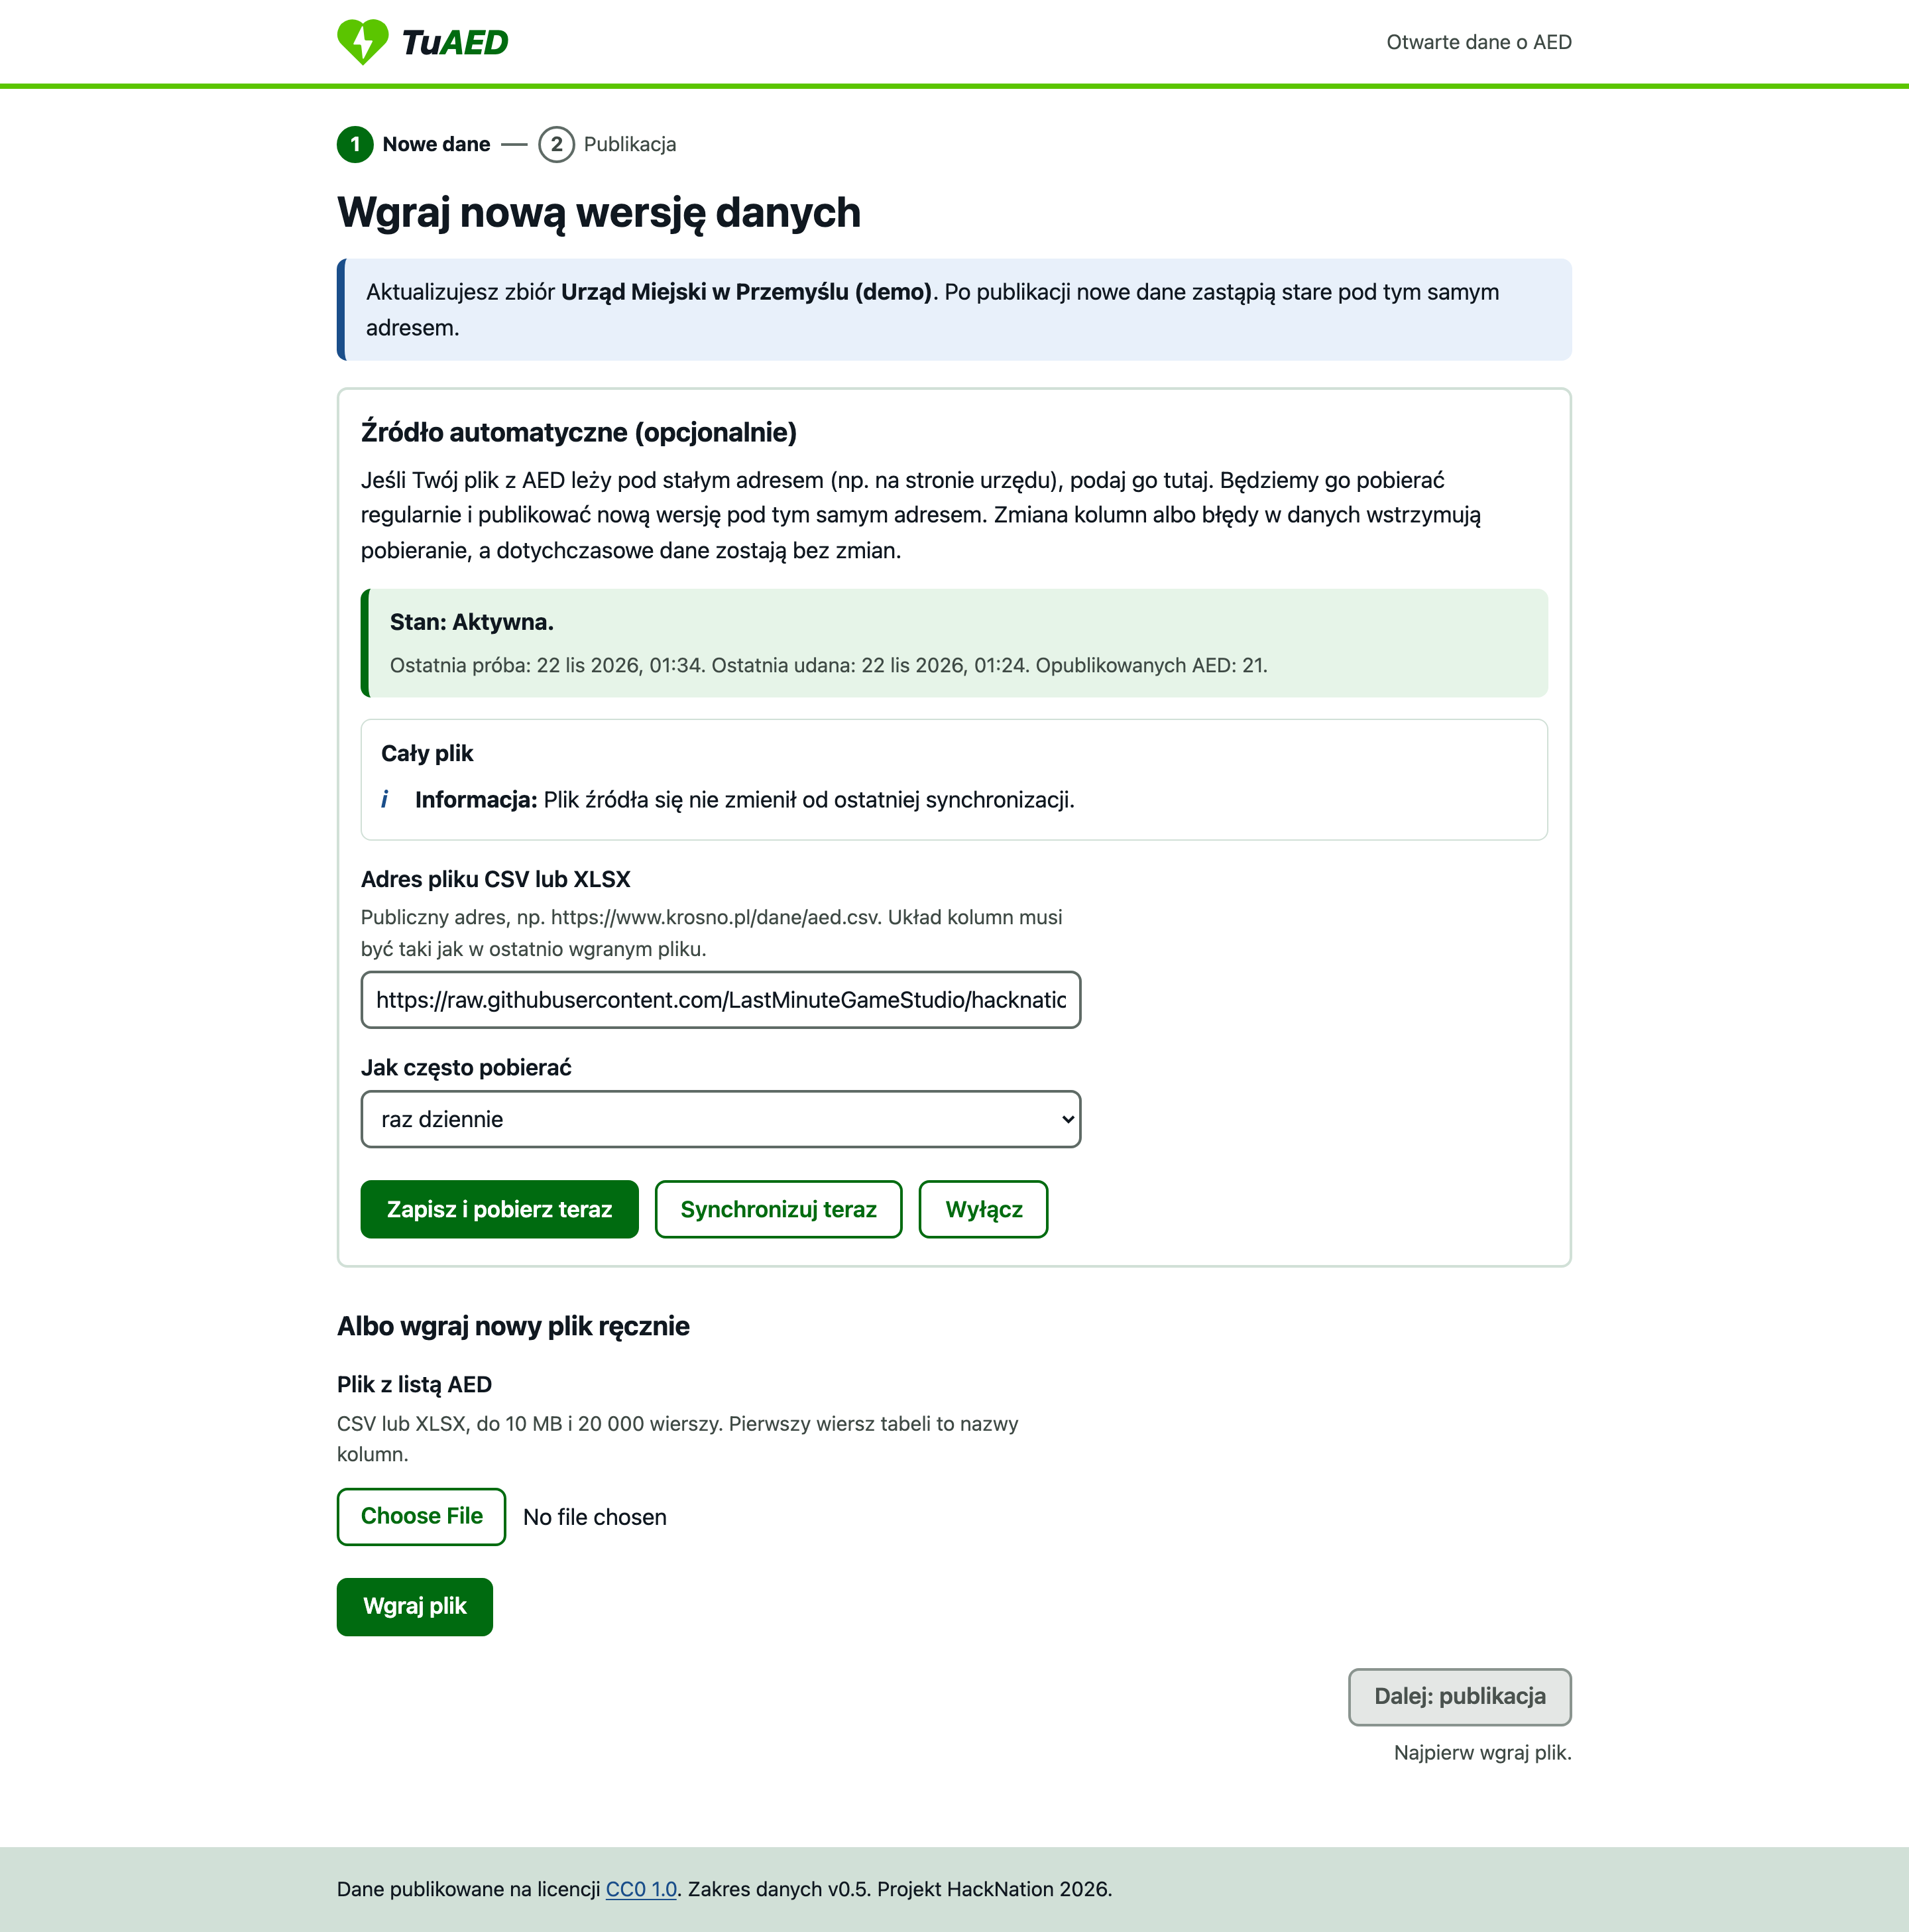 TuAED
Otwarte dane o AED
1 Nowe dane — 2 Publikacja
Wgraj nową wersję danych
Aktualizujesz zbiór Urząd Miejski w Przemyślu (demo). Po publikacji nowe dane zastąpią stare pod tym samym
adresem.
Źródło automatyczne (opcjonalnie)
Jeśli Twój plik z AED leży pod stałym adresem (np. na stronie urzędu), podaj go tutaj. Będziemy go pobierać
regularnie i publikować nową wersję pod tym samym adresem. Zmiana kolumn albo błędy w danych wstrzymują
pobieranie, a dotychczasowe dane zostają bez zmian.
Stan: Aktywna.
Ostatnia próba: 22 lis 2026, 01:34. Ostatnia udana: 22 lis 2026, 01:24. Opublikowanych AED: 21.
Cały plik
i Informacja: Plik źródła się nie zmienił od ostatniej synchronizacji.
Adres pliku CSV lub XLSX
Publiczny adres, np. https://www.krosno.pl/dane/aed.csv. Układ kolumn musi
być taki jak w ostatnio wgranym pliku.
https://raw.githubusercontent.com/LastMinuteGameStudio/hacknatic
Jak często pobierać
raz dziennie
Zapisz i pobierz teraz
Synchronizuj teraz
Wyłącz
Albo wgraj nowy plik ręcznie
Plik z listą AED
CSV lub XLSX, do 10 MB i 20 000 wierszy. Pierwszy wiersz tabeli to nazwy
kolumn.
Choose File No file chosen
Wgraj plik
Dalej: publikacja
Najpierw wgraj plik.
Dane publikowane na licencji CC0 1.0. Zakres danych v0.5. Projekt HackNation 2026.